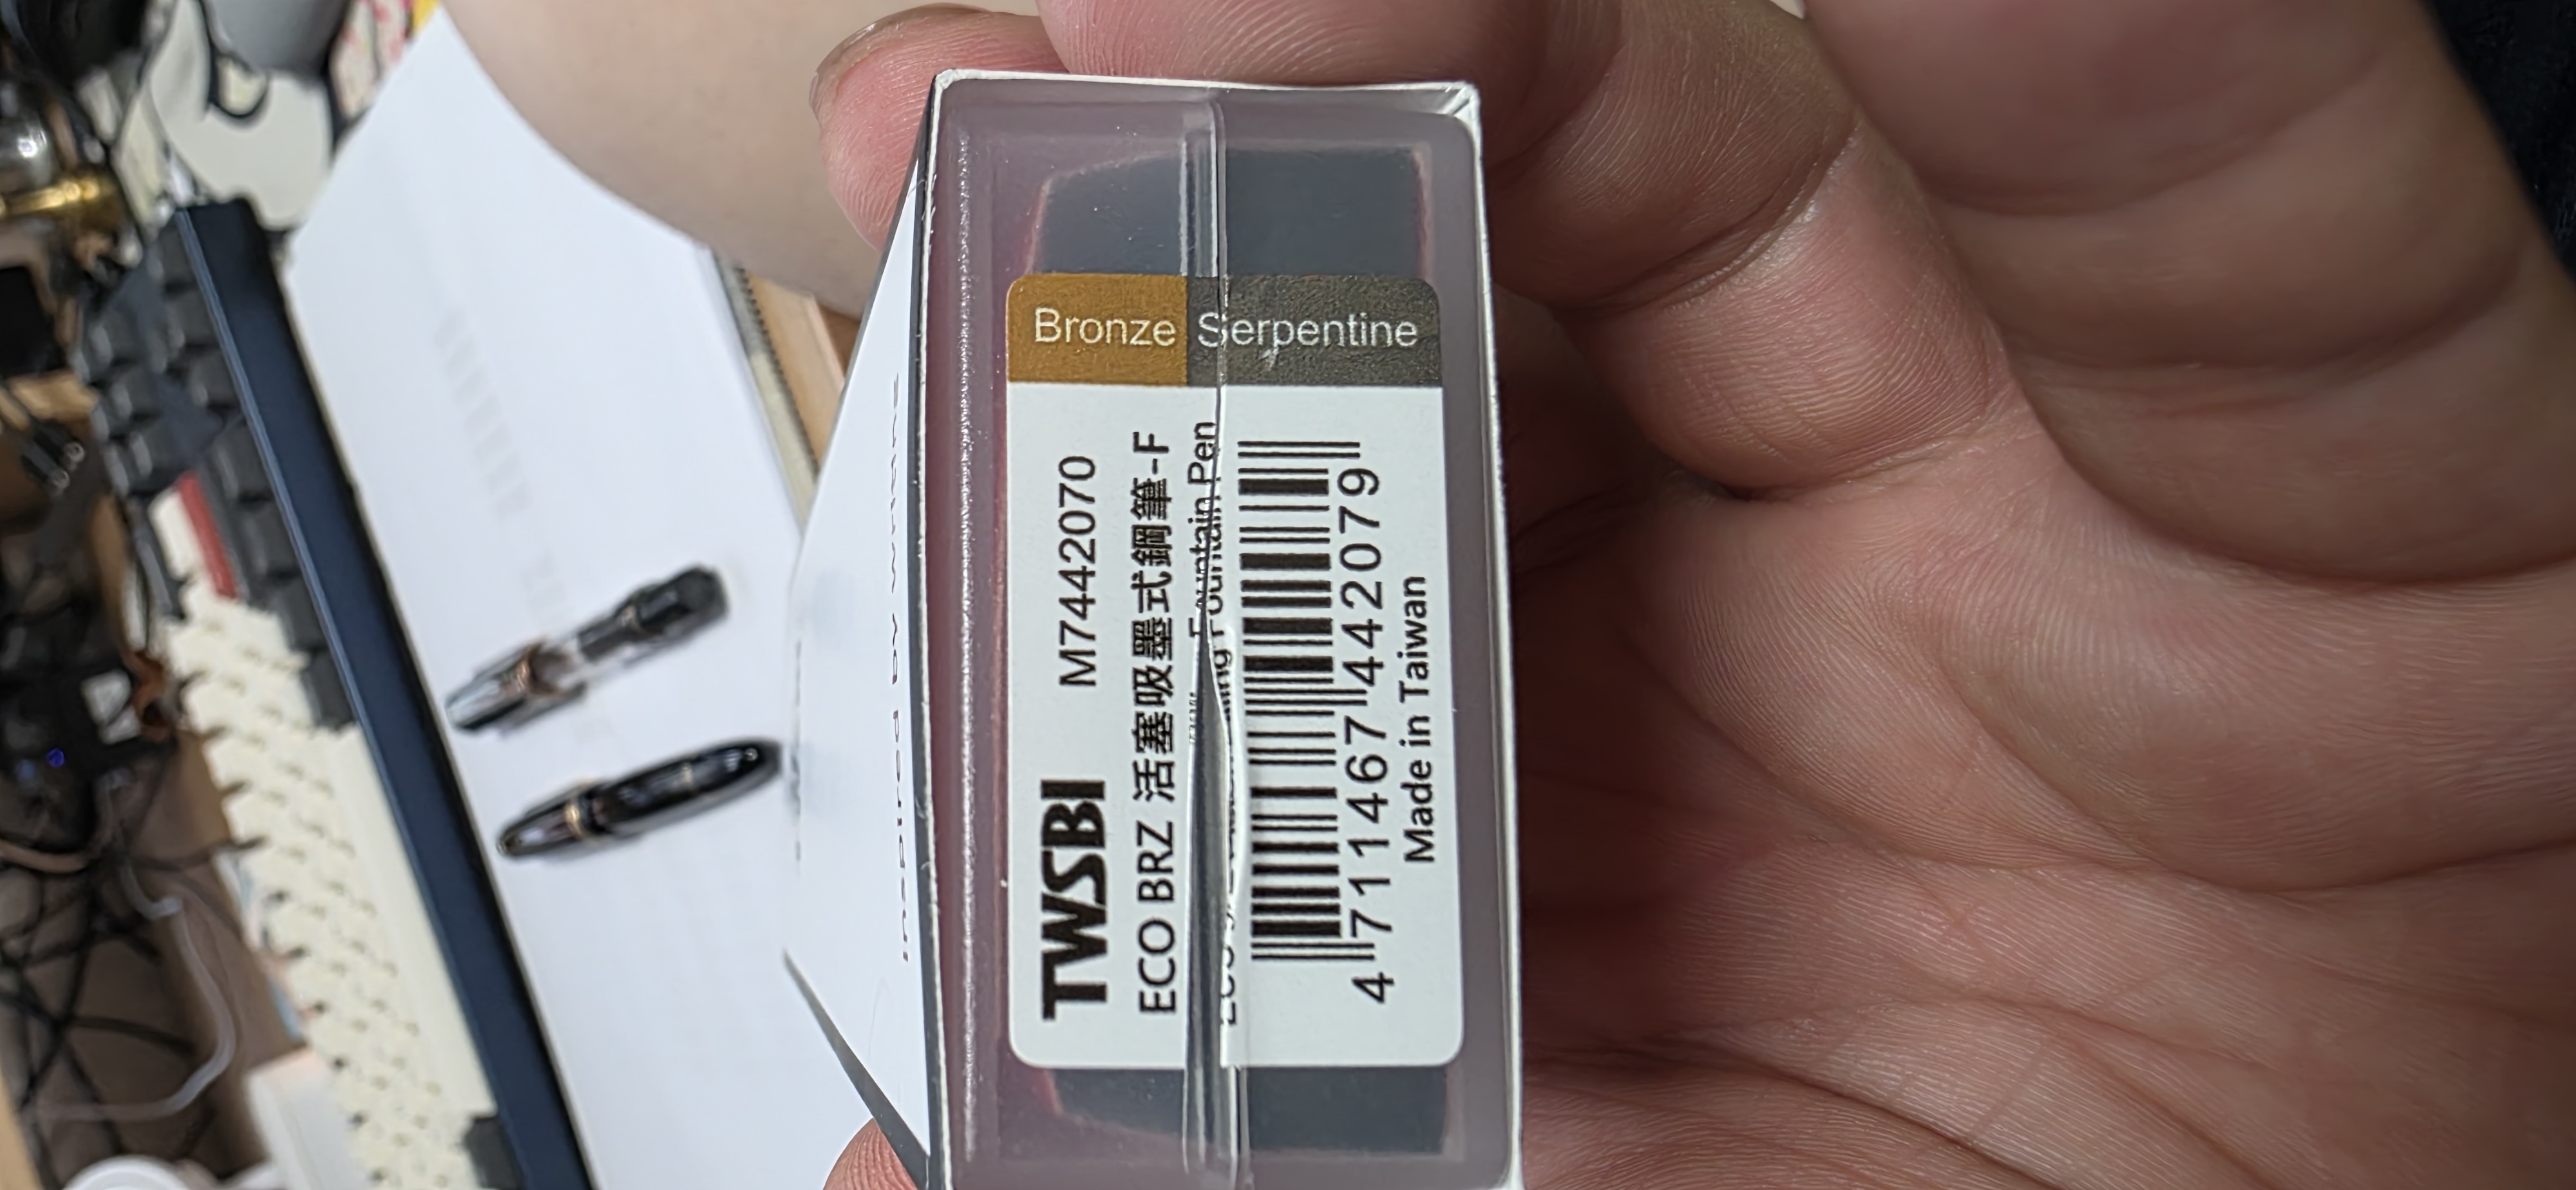 Bronze Serpentine
TWSBI M7442070
ECO BRZ 活塞吸墨式鋼筆-F
Fountain Pen
4 711467 442079
Made in Taiwan